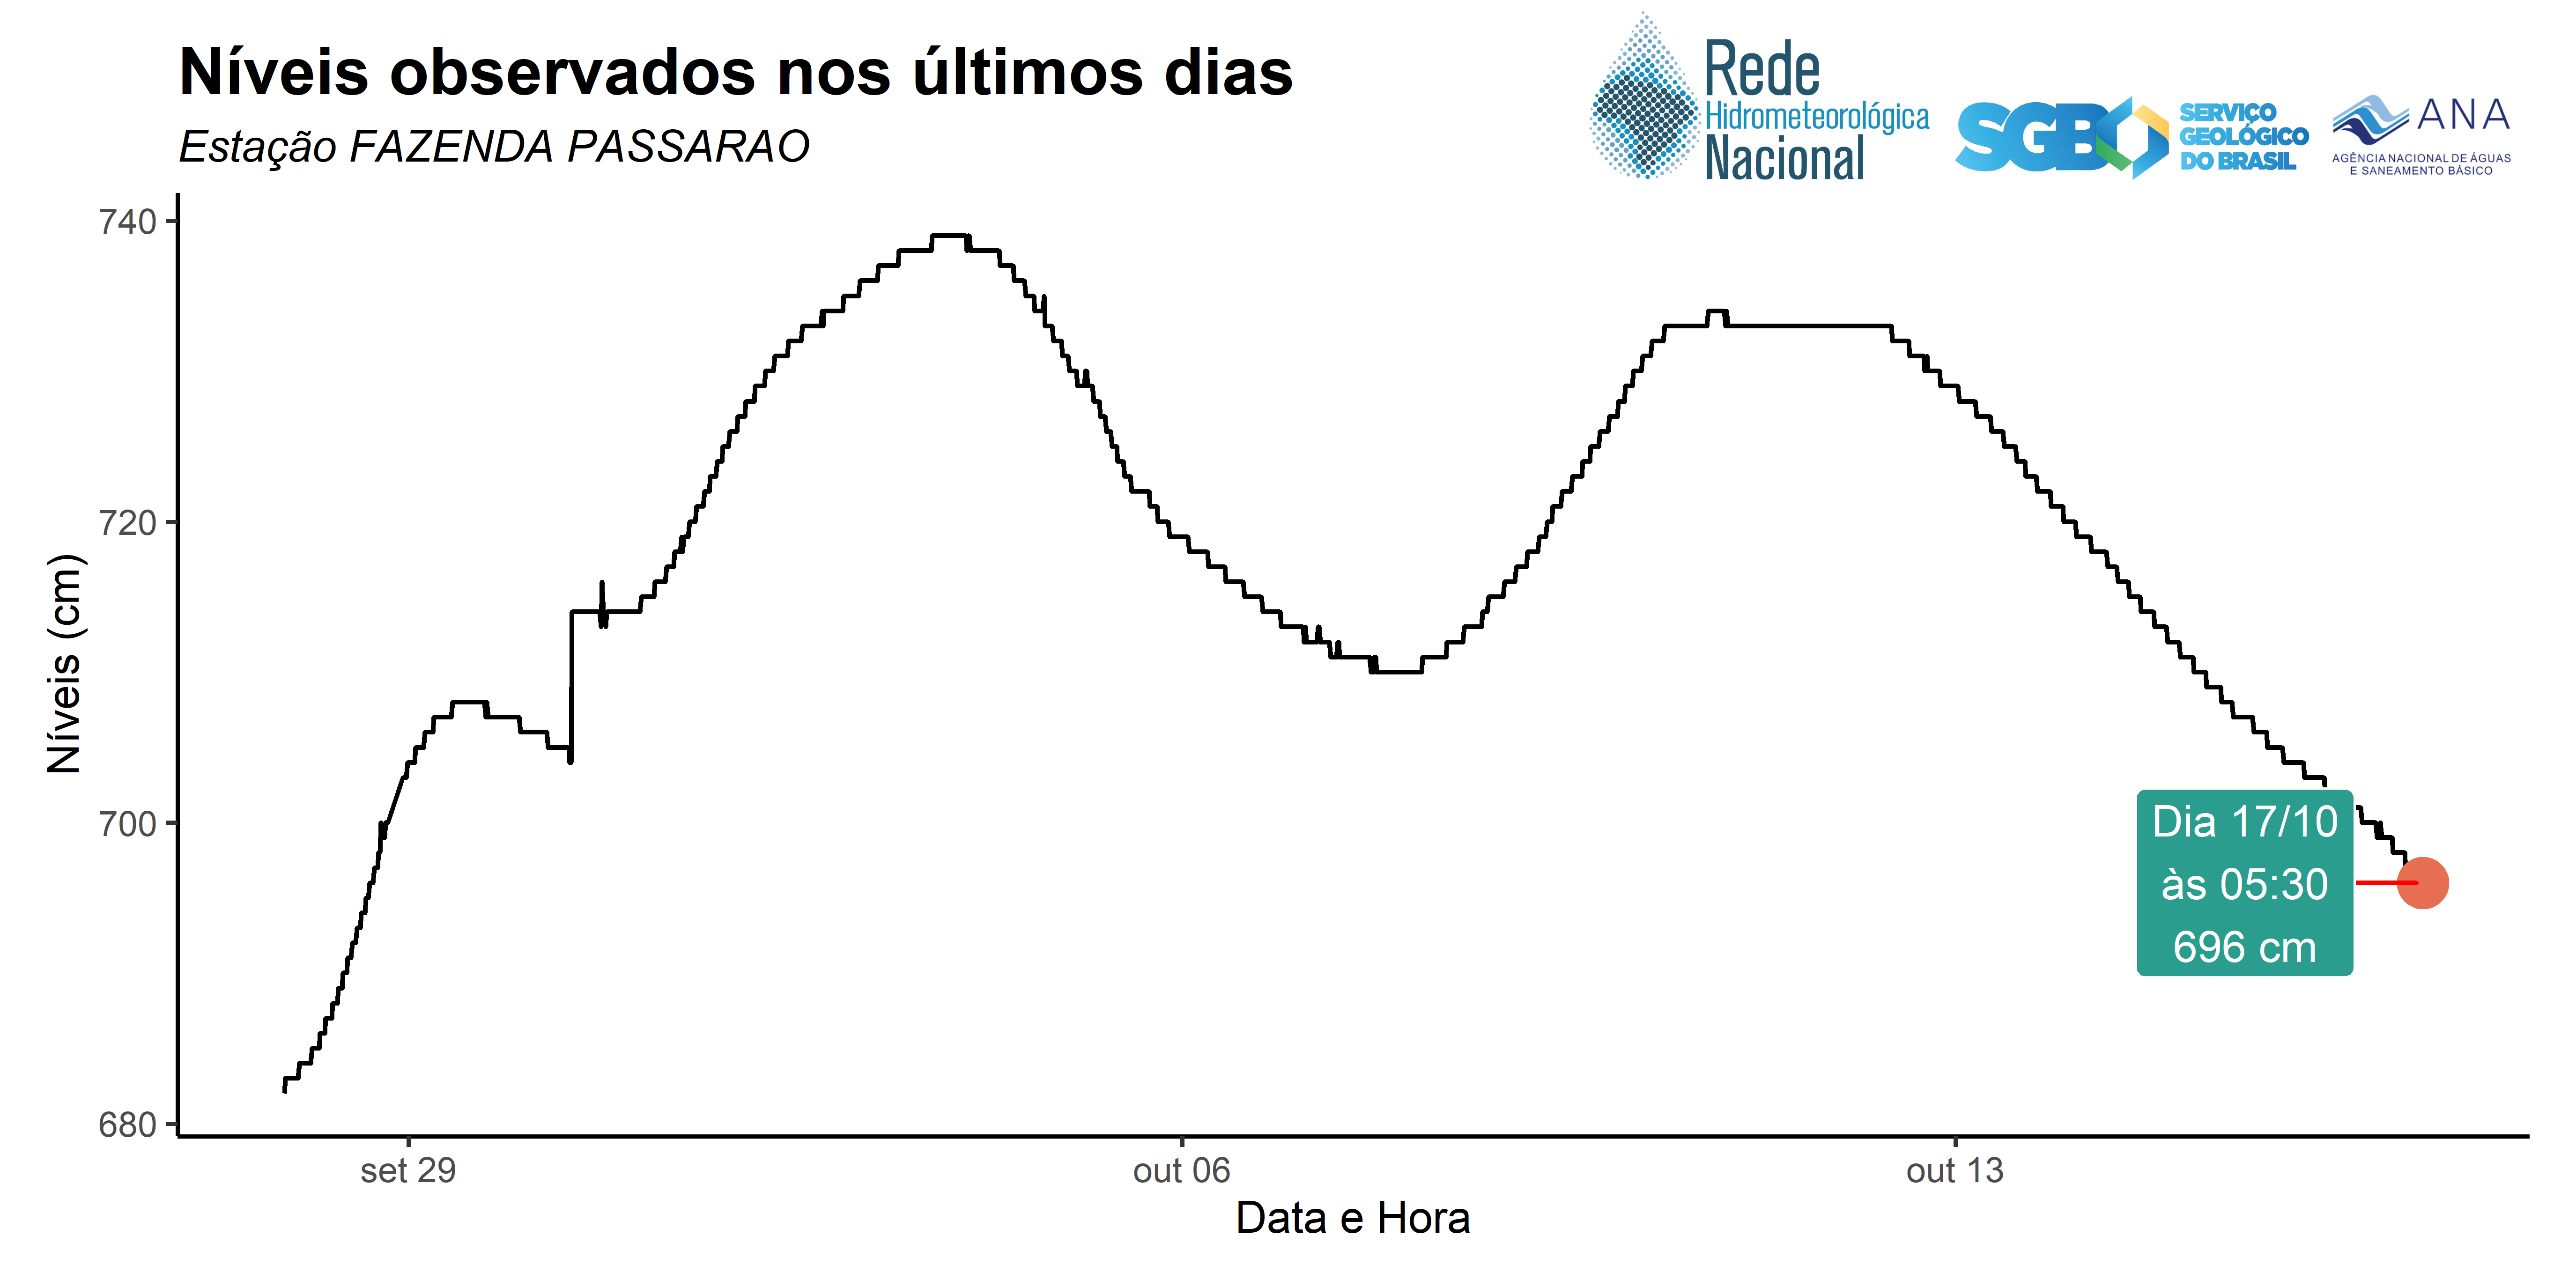 Níveis observados nos últimos dias
Estação FAZENDA PASSARAO
Rede
Hidrometeorológica
Nacional
SGB
SERVIÇO
GEOLÓGICO
DO BRASIL
ANA
AGÊNCIA NACIONAL DE ÁGUAS
E SANEAMENTO BÁSICO
740
720
700
680
Níveis (cm)
Dia 17/10
às 05:30
696 cm
set 29
out 06
out 13
Data e Hora